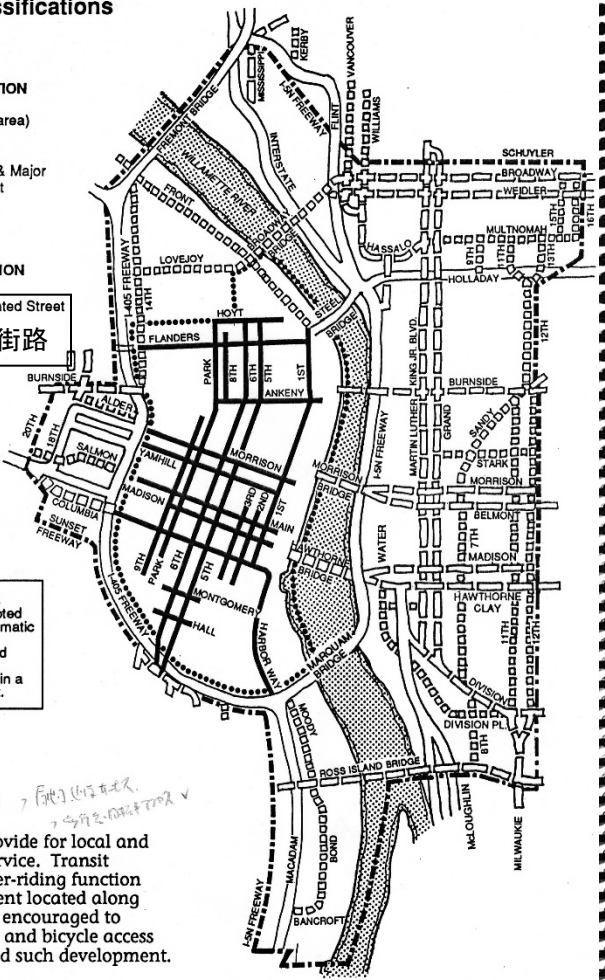 ssifications
TION
area)
& Major
t
ION
ated Street
街路
pted
matic
d
in a
ovide for local and
rvice. Transit
er-riding function
ent located along
encouraged to
and bicycle access
d such development.
KERBY
MISSISSIPPI
I-5N FREEWAY
VANCOUVER
WILLIAMS
FLINT
FREMONT BRIDGE
INTERSTATE
WILLAMETTE RIVER
SCHUYLER
BROADWAY
WEIDLER
FRONT
BROADWAY BRIDGE
15TH
16TH
MULTNOMAH
9TH
11TH
13TH
HASSALO
HOLLADAY
I-405 FREEWAY
14TH
LOVEJOY
STEEL BRIDGE
HOYT
FLANDERS
PARK
8TH
6TH
5TH
1ST
12TH
MARTIN LUTHER KING JR. BLVD.
GRAND
BURNSIDE
ANKENY
BURNSIDE
ALDER
20TH
18TH
SALMON
SANDY
STARK
YAMHILL
MORRISON
MORRISON
MORRISON BRIDGE
I-5N FREEWAY
BELMONT
COLUMBIA
MADISON
3RD
2ND
1ST
MAIN
SUNSET FREEWAY
WATER
7TH
MADISON
HAWTHORNE BRIDGE
HAWTHORNE
CLAY
9TH
PARK
6TH
5TH
I-405 FREEWAY
MONTGOMERY
HALL
HARBOR WAY
11TH
12TH
MARQUAM BRIDGE
DIVISION
DIVISION PL.
8TH
MOODY
ROSS ISLAND BRIDGE
McLOUGHLIN
MILWAUKIE
MACADAM
BOND
I-5N FREEWAY
BANCROFT